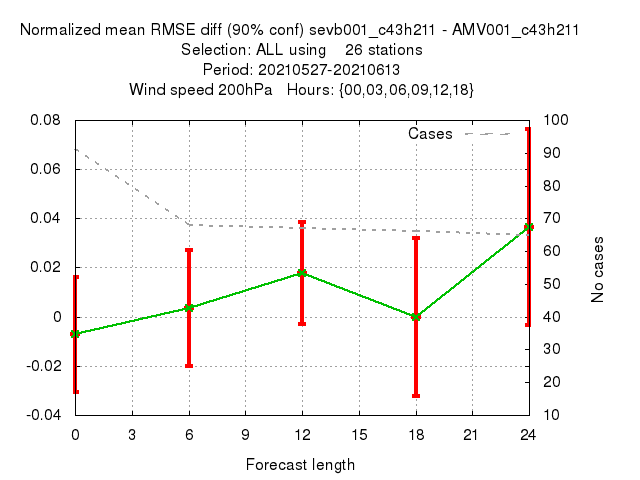 Normalized mean RMSE diff (90% conf) sevb001_c43h211 - AMV001_c43h211
Selection: ALL using    26 stations
Period: 20210527-20210613
Wind speed 200hPa   Hours: {00,03,06,09,12,18}
Cases
0.08
0.06
0.04
0.02
0
-0.02
-0.04
100
90
80
70
60
50
40
30
20
10
No cases
0 3 6 9 12 15 18 21 24
Forecast length